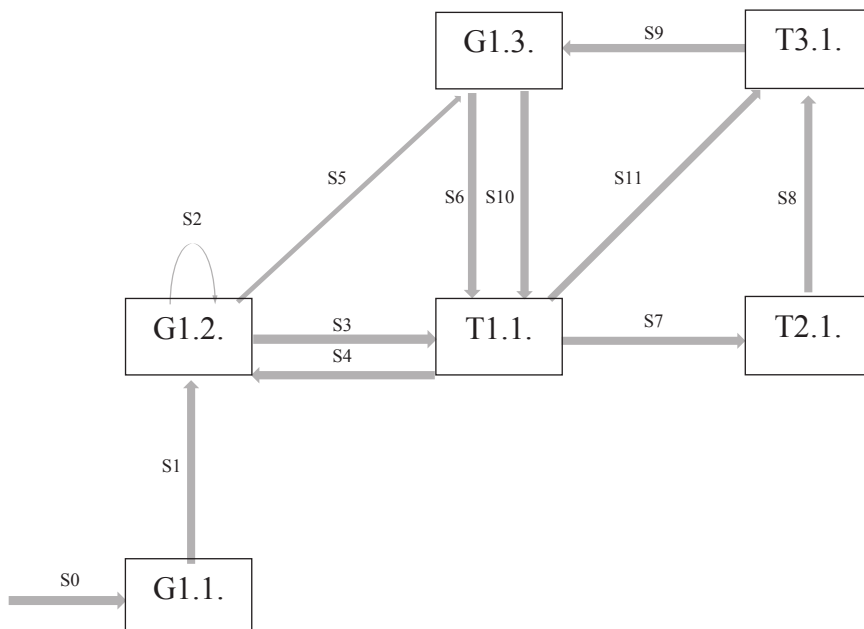 G1.3.
S9
T3.1.
S5
S6
S10
S11
S8
S2
G1.2.
S3
S4
T1.1.
S7
T2.1.
S1
S0
G1.1.